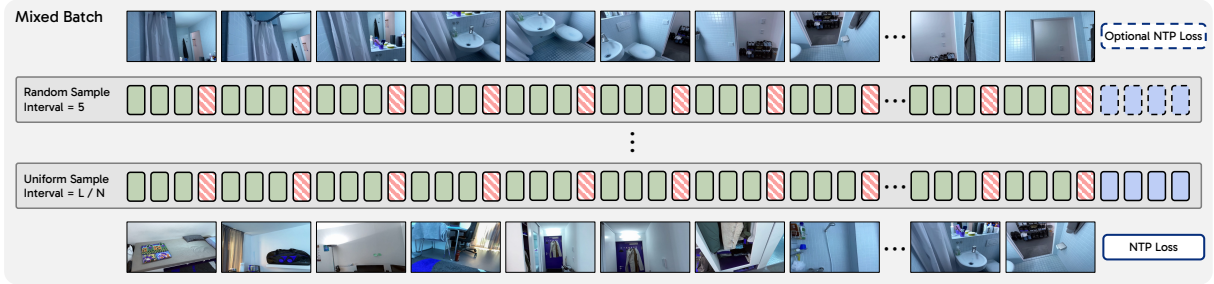 Mixed Batch
Optional NTP Loss
Random Sample
Interval = 5
Uniform Sample
Interval = L / N
NTP Loss